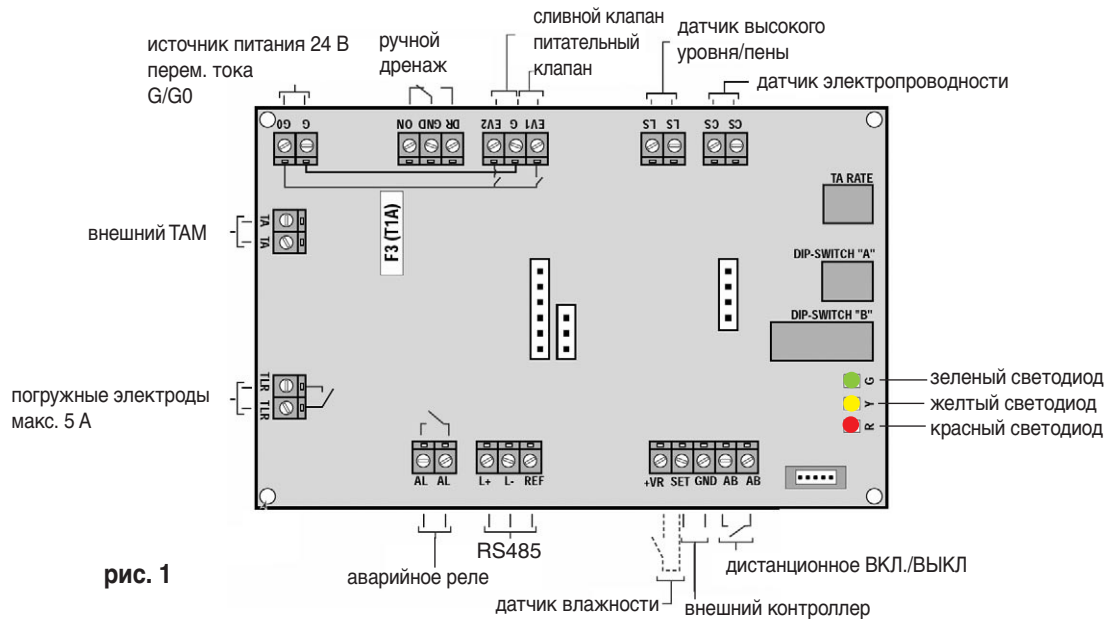 источник питания 24 В
перем. тока
G/G0
ручной
дренаж
сливной клапан
питательный
клапан
датчик высокого
уровня/пены
датчик электропроводности
G0 G
ON GND DR
EV2 G EV1
LS LS
CS CS
TA RATE
внешний ТАМ
TA
TA
F3 (T1A)
DIP-SWITCH "A"
DIP-SWITCH "B"
погружные электроды
макс. 5 А
TLR
TLR
G
зеленый светодиод
Y
желтый светодиод
R
красный светодиод
AL AL
L+ L- REF
+VR SET GND AB AB
RS485
аварийное реле
дистанционное ВКЛ./ВЫКЛ
датчик влажности
внешний контроллер
рис. 1